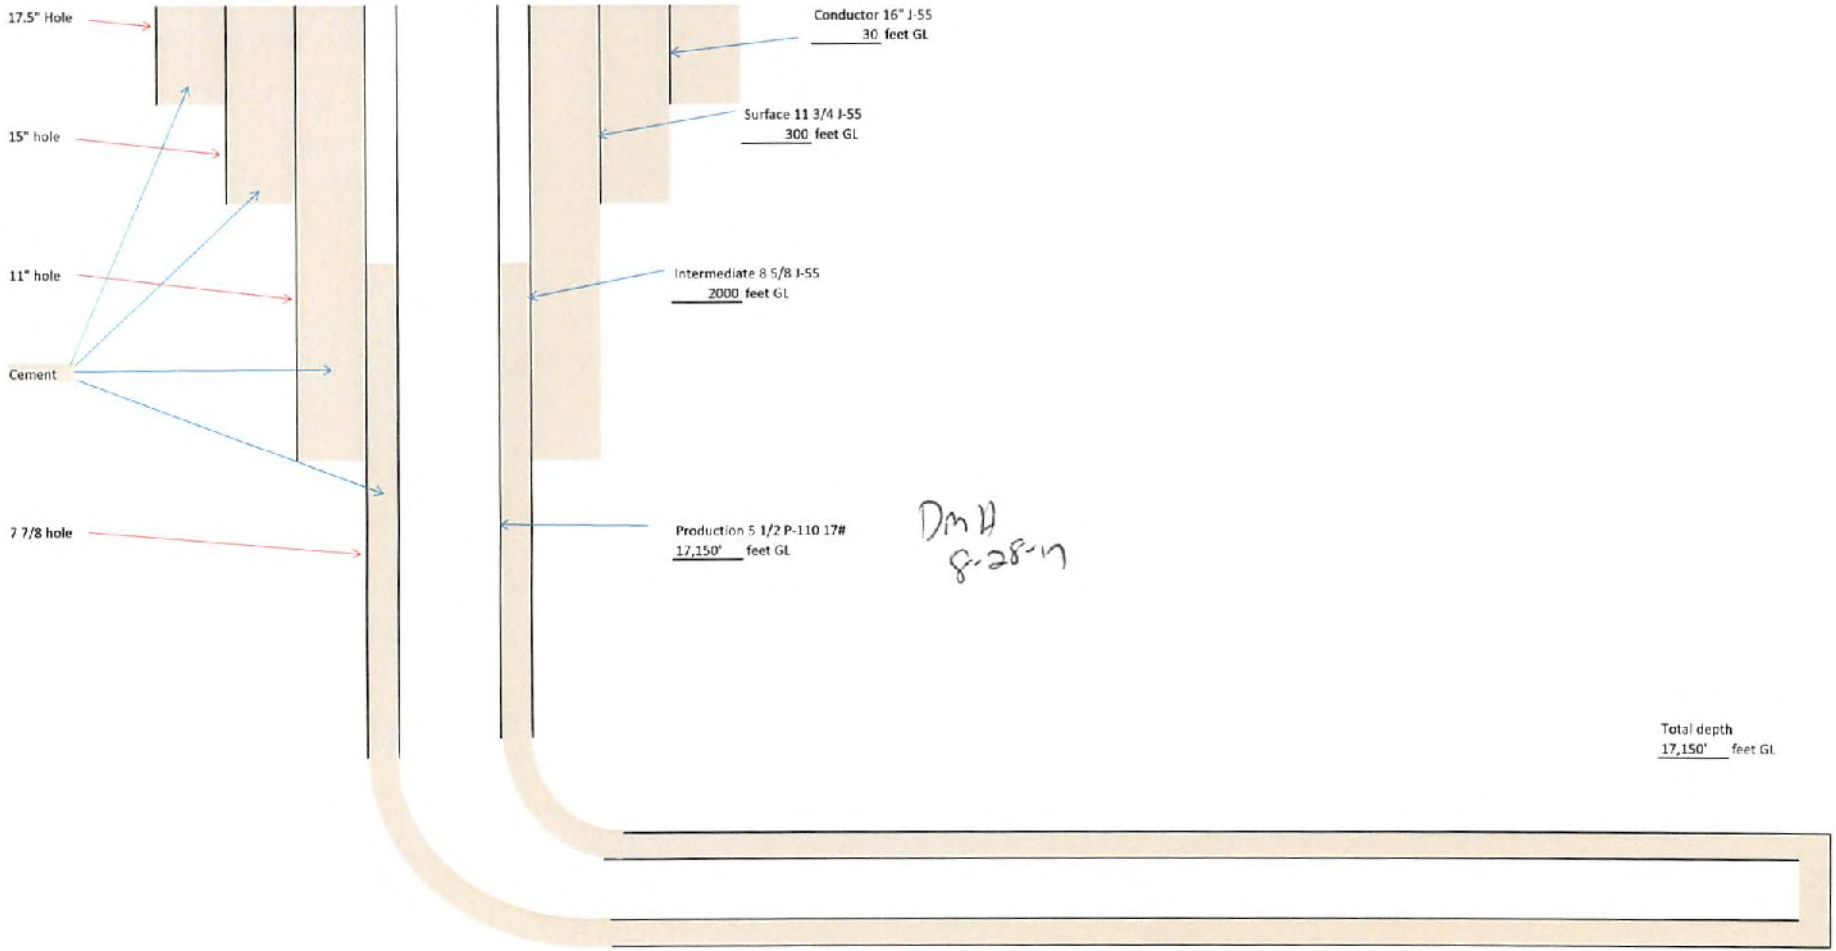 17.5" Hole
Conductor 16" J-55
30 feet GL
Surface 11 3/4 J-55
300 feet GL
15" hole
11" hole
Intermediate 8 5/8 J-55
2000 feet GL
Cement
7 7/8 hole
Production 5 1/2 P-110 17#
17,150' feet GL
DMH
8-28-17
Total depth
17,150' feet GL